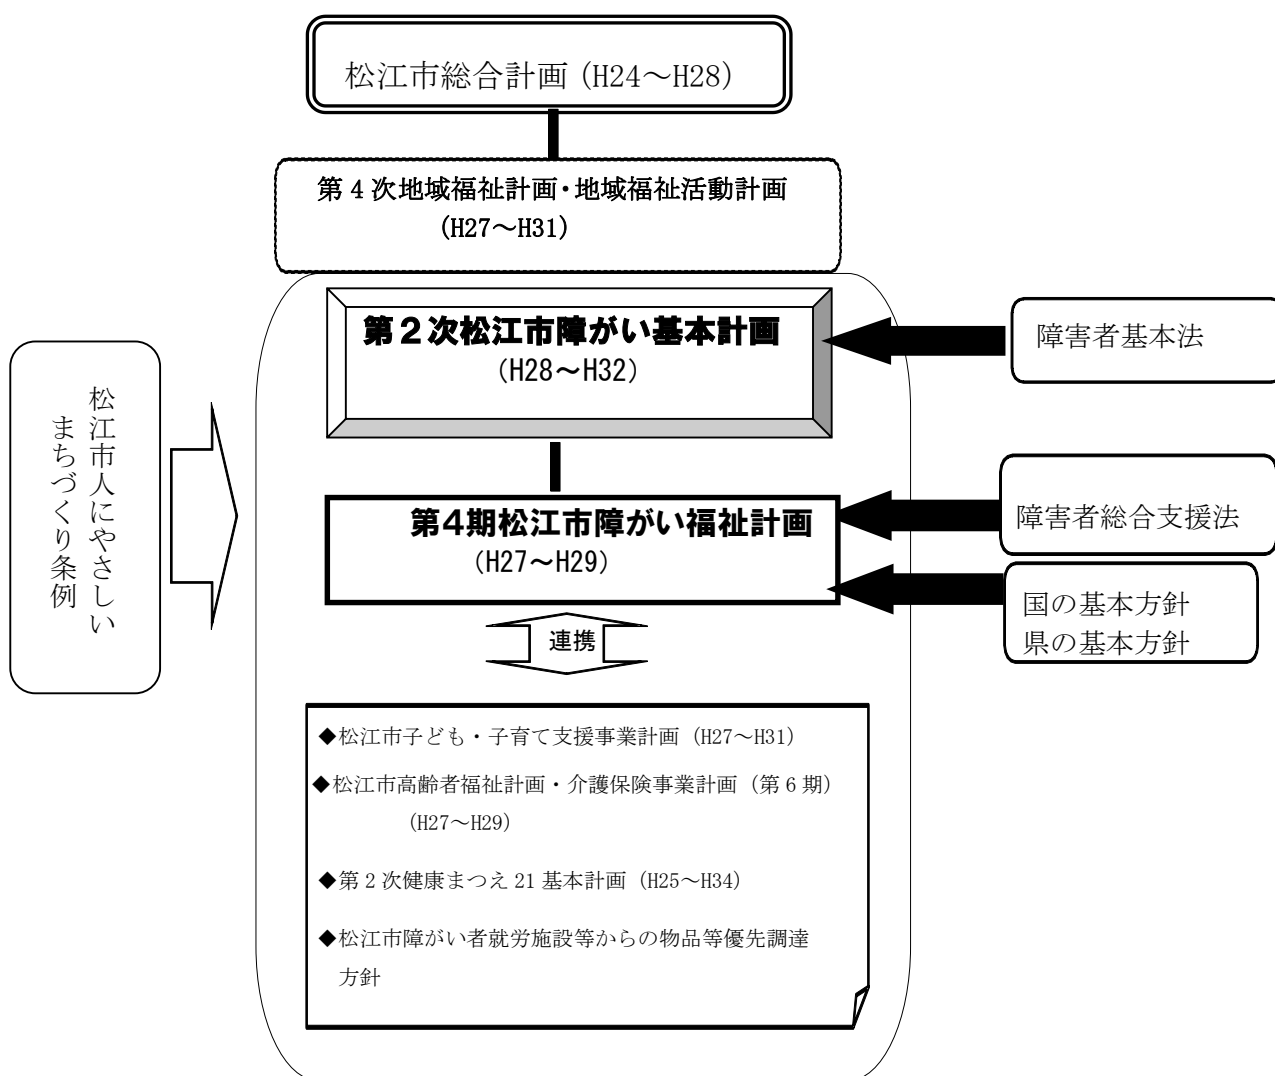 松江市総合計画（H24～H28）
第４次地域福祉計画・地域福祉活動計画
（H27～H31）
第２次松江市障がい基本計画
（H28～H32）
障害者基本法
松江市人にやさしい
まちづくり条例
第４期松江市障がい福祉計画
（H27～H29）
障害者総合支援法
国の基本方針
県の基本方針
連携
◆松江市子ども・子育て支援事業計画（H27～H31）
◆松江市高齢者福祉計画・介護保険事業計画（第６期）
（H27～H29）
◆第２次健康まつえ 21 基本計画（H25～H34）
◆松江市障がい者就労施設等からの物品等優先調達
方針